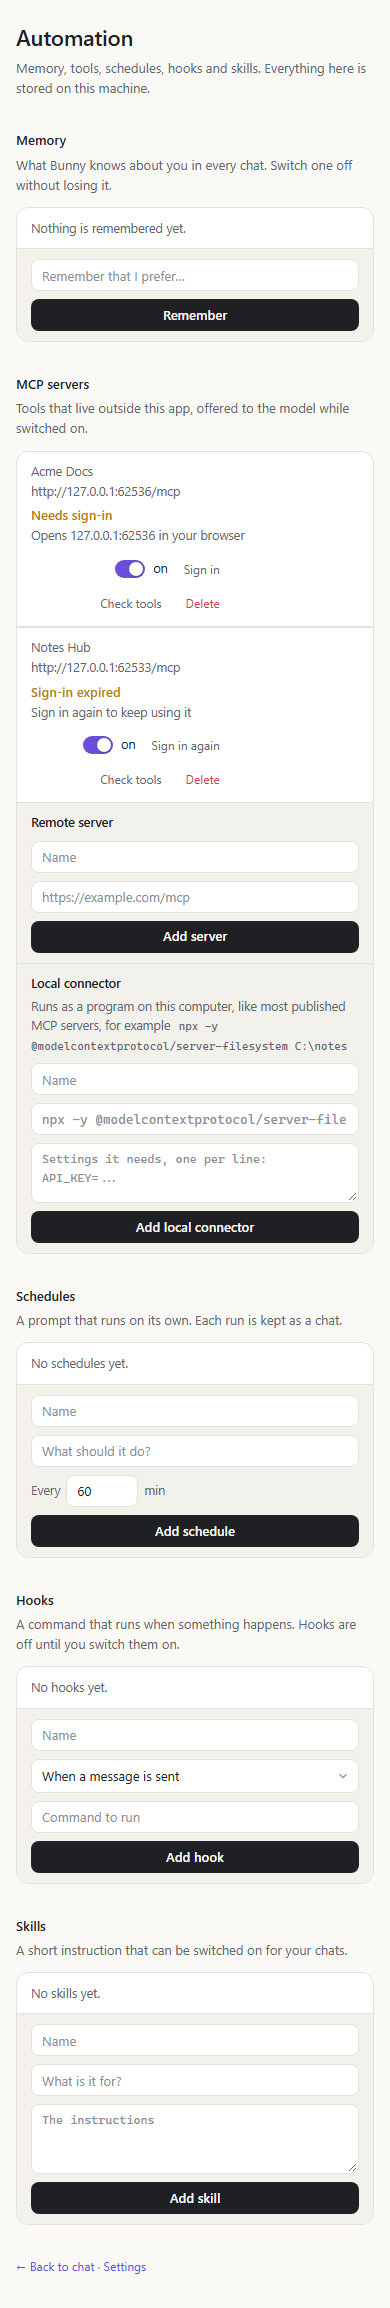 Automation
Memory, tools, schedules, hooks and skills. Everything here is
stored on this machine.
Memory
What Bunny knows about you in every chat. Switch one off
without losing it.
Nothing is remembered yet.
Remember that I prefer...
Remember
MCP servers
Tools that live outside this app, offered to the model while
switched on.
Acme Docs
http://127.0.0.1:62536/mcp
Needs sign-in
Opens 127.0.0.1:62536 in your browser
on Sign in
Check tools Delete
Notes Hub
http://127.0.0.1:62533/mcp
Sign-in expired
Sign in again to keep using it
on Sign in again
Check tools Delete
Remote server
Name
https://example.com/mcp
Add server
Local connector
Runs as a program on this computer, like most published
MCP servers, for example npx -y
@modelcontextprotocol/server-filesystem C:\notes
Name
npx -y @modelcontextprotocol/server-file
Settings it needs, one per line:
API_KEY=...
Add local connector
Schedules
A prompt that runs on its own. Each run is kept as a chat.
No schedules yet.
Name
What should it do?
Every 60 min
Add schedule
Hooks
A command that runs when something happens. Hooks are
off until you switch them on.
No hooks yet.
Name
When a message is sent
Command to run
Add hook
Skills
A short instruction that can be switched on for your chats.
No skills yet.
Name
What is it for?
The instructions
Add skill
← Back to chat · Settings